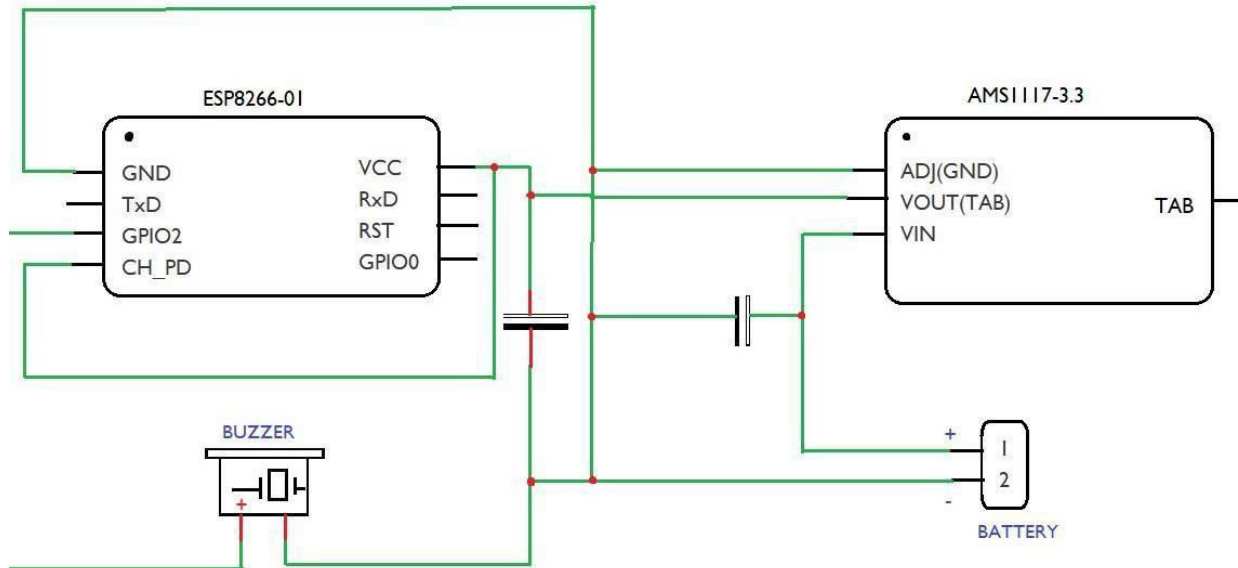 ESP8266-01
GND
TxD
GPIO2
CH_PD
VCC
RxD
RST
GPIO0
AMS1117-3.3
ADJ(GND)
VOUT(TAB)
VIN
TAB
BUZZER
+
+
1
2
-
BATTERY